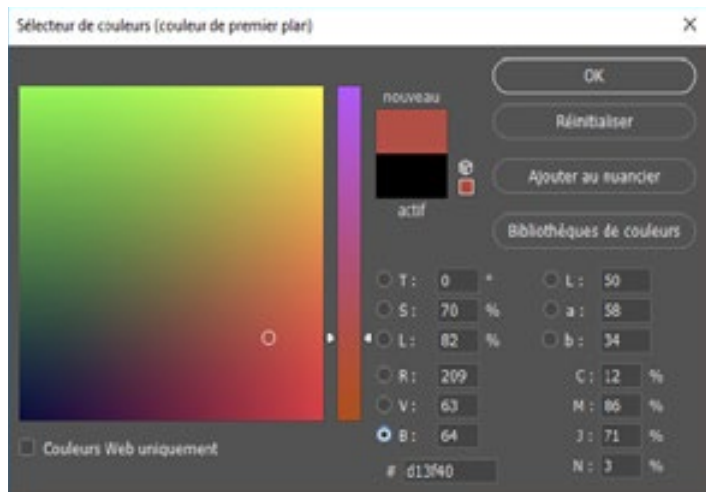 Sélecteur de couleurs (couleur de premier plan)
nouveau
actif
OK
Réinitialiser
Ajouter au nuancier
Bibliothèques de couleurs
T: 0 °
S: 70 %
L: 82 %
R: 209
V: 63
B: 64
# d13f40
L: 50
a: 58
b: 34
C: 12 %
M: 86 %
J: 71 %
N: 3 %
Couleurs Web uniquement